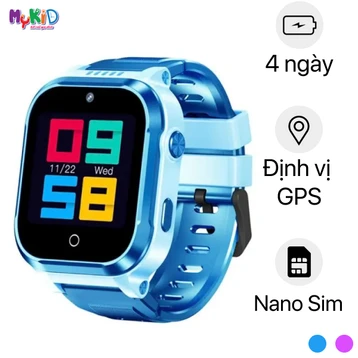 MyKiD
4 ngày
09
11/22 Wed
58
Định vị
GPS
Nano Sim